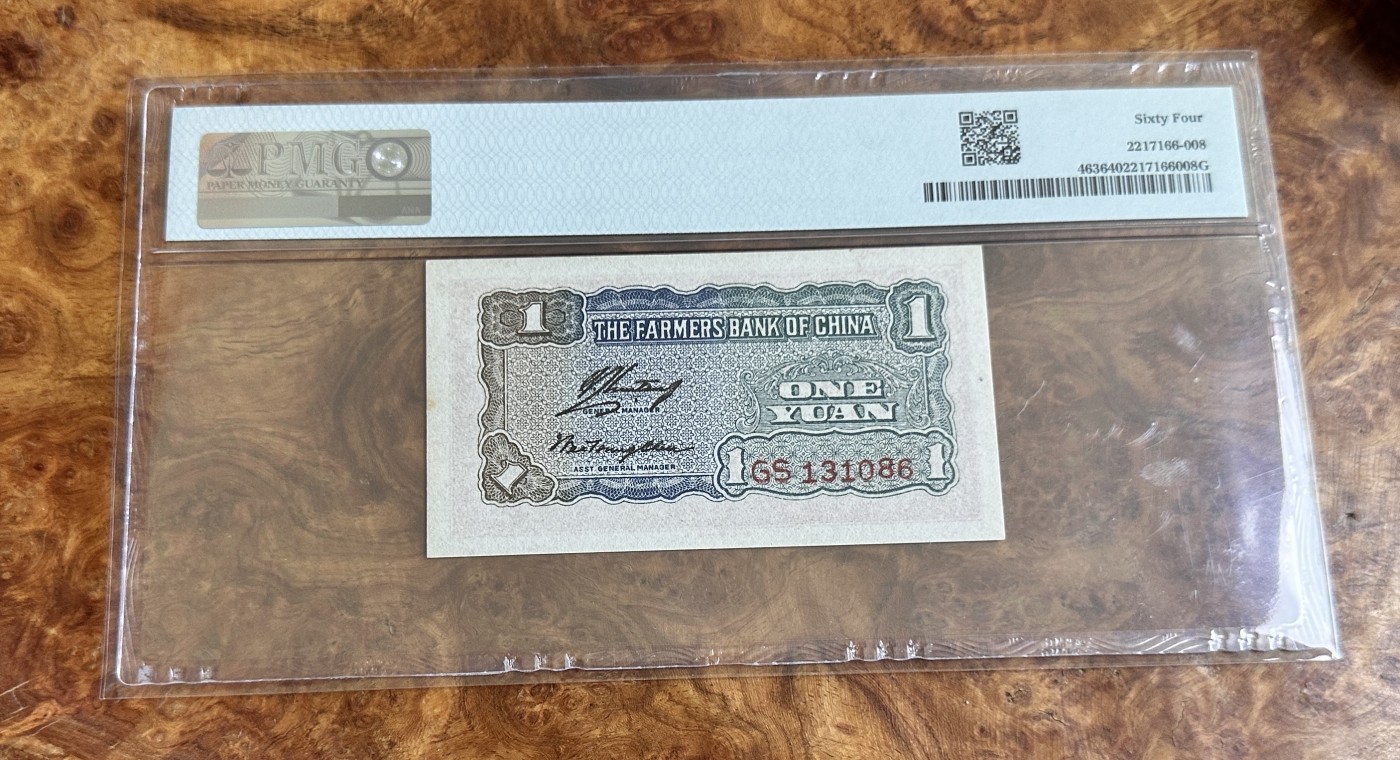 PMG
PAPER MONEY GUARANTY
Sixty Four
2217166-008
4636402217166008G
1 THE FARMERS BANK OF CHINA 1
GENERAL MANAGER
ONE
YUAN
ASST GENERAL MANAGER
1 1 GS 131086 1